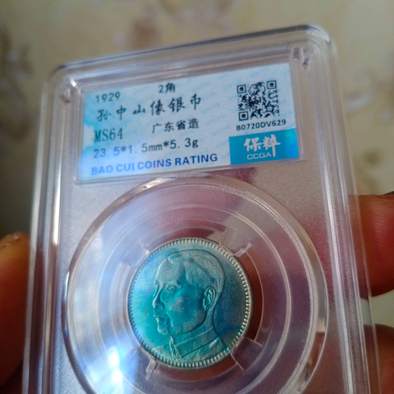 1929 2角
孙中山像银币
MS64 广东省造
23.5*1.5mm*5.3g
BAO CUI COINS RATING
B0720DV629
保粹
CCGA